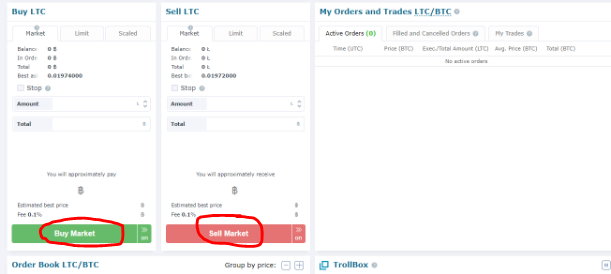 Buy LTC
Market Limit Scaled
Balance 0 ฿
In Orde 0 ฿
Total 0 ฿
Best as 0.01974000
Stop
Amount Ł
Total ฿
You will approximately pay
฿
Estimated best price ฿
Fee 0.1% ฿
Buy Market
on
Sell LTC
Market Limit Scaled
Balance 0 Ł
In Orde 0 Ł
Total 0 Ł
Best bi 0.01972000
Stop
Amount Ł
Total ฿
You will approximately receive
฿
Estimated best price ฿
Fee 0.1% ฿
Sell Market
on
My Orders and Trades LTC/BTC
Active Orders (0) Filled and Cancelled Orders My Trades
Time (UTC) Price (BTC) Exec./Total Amount (LTC) Avg. Price (BTC) Total (BTC)
No active orders
Order Book LTC/BTC Group by price:
TrollBox